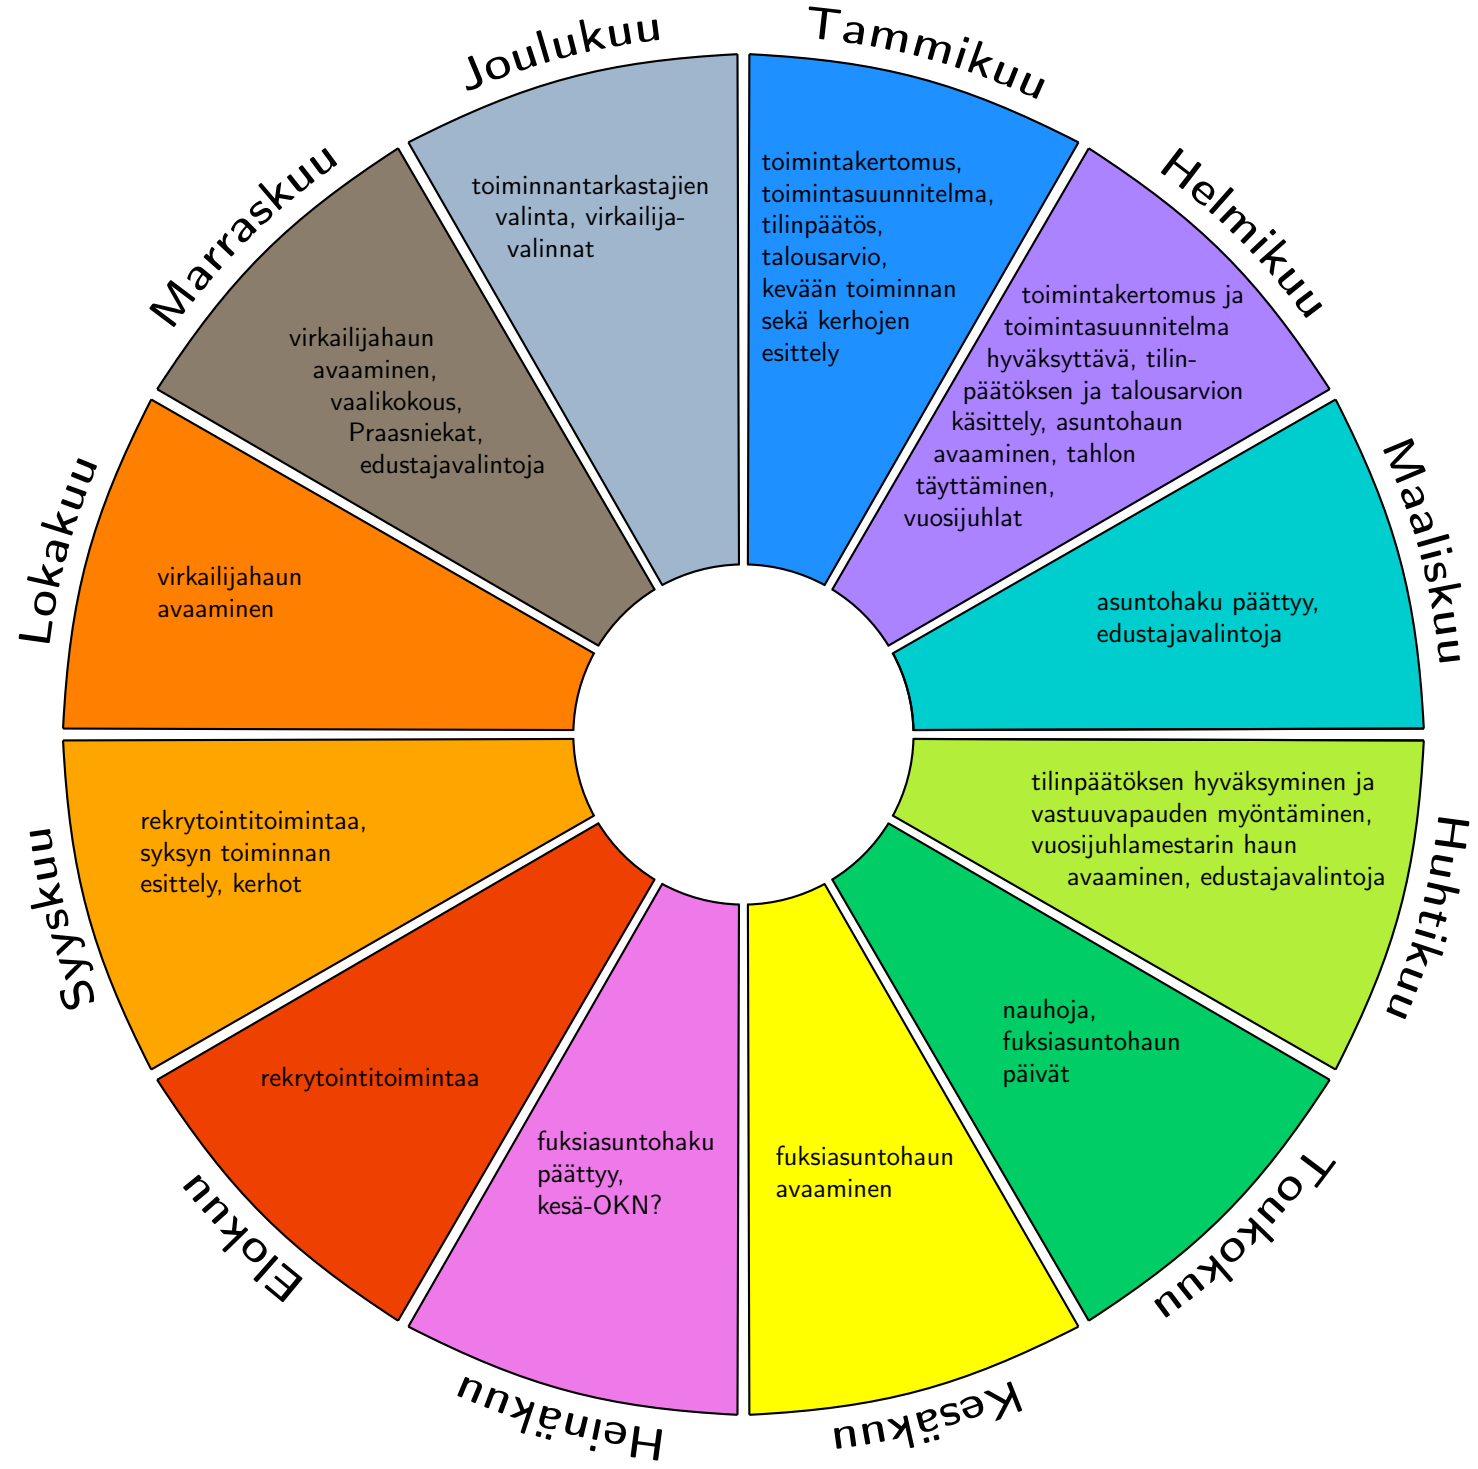 Tammikuu
toimintakertomus,
toimintasuunnitelma,
tilinpäätös,
talousarvio,
kevään toiminnan
sekä kerhojen
esittely
Helmikuu
toimintakertomus ja
toimintasuunnitelma
hyväksyttävä, tilin-
päätöksen ja talousarvion
käsittely, asuntohaun
avaaminen, tahlon
täyttäminen,
vuosijuhlat
Maaliskuu
asuntohaku päättyy,
edustajavalintoja
Huhtikuu
tilinpäätöksen hyväksyminen ja
vastuuvapauden myöntäminen,
vuosijuhlamestarin haun
avaaminen, edustajavalintoja
Toukokuu
nauhoja,
fuksiasuntohaun
päivät
Kesäkuu
fuksiasuntohaun
avaaminen
Heinäkuu
fuksiasuntohaku
päättyy,
kesä-OKN?
Elokuu
rekrytointitoimintaa
Syyskuu
rekrytointitoimintaa,
syksyn toiminnan
esittely, kerhot
Lokakuu
virkailijahaun
avaaminen
Marraskuu
virkailijahaun
avaaminen,
vaalikokous,
Praasniekat,
edustajavalintoja
Joulukuu
toiminnantarkastajien
valinta, virkailija-
valinnat